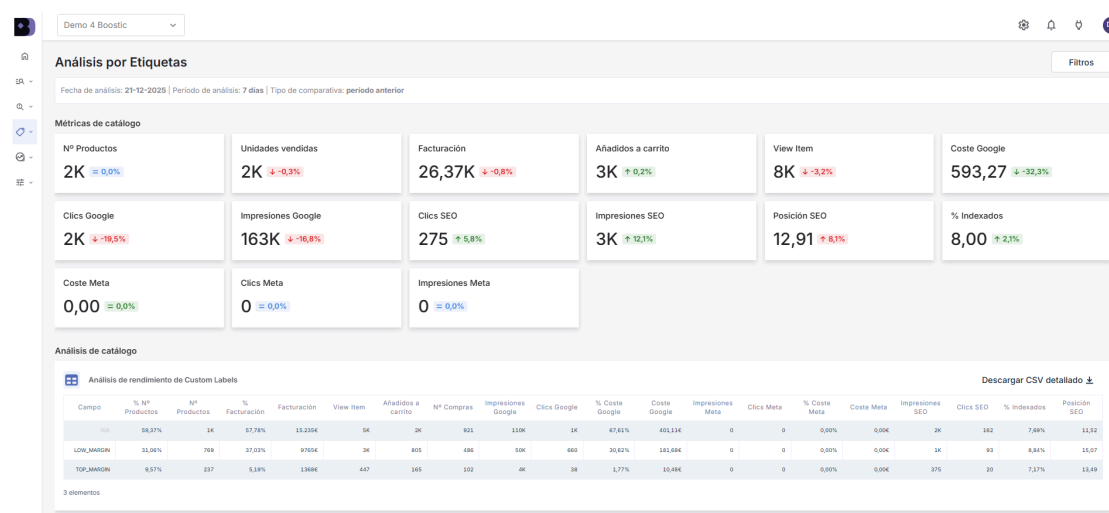 Demo 4 Boostic
Análisis por Etiquetas
Filtros
Fecha de análisis: 21-12-2025 | Período de análisis: 7 días | Tipo de comparativa: período anterior
Métricas de catálogo
Nº Productos
2K = 0,0%
Unidades vendidas
2K ↓ -0,3%
Facturación
26,37K ↓ -0,8%
Añadidos a carrito
3K ↑ 0,2%
View Item
8K ↓ -3,2%
Coste Google
593,27 ↓ -32,3%
Clics Google
2K ↓ -19,5%
Impresiones Google
163K ↓ -16,8%
Clics SEO
275 ↑ 5,8%
Impresiones SEO
3K ↑ 12,1%
Posición SEO
12,91 ↑ 8,1%
% Indexados
8,00 ↑ 2,1%
Coste Meta
0,00 = 0,0%
Clics Meta
0 = 0,0%
Impresiones Meta
0 = 0,0%
Análisis de catálogo
Análisis de rendimiento de Custom Labels
Descargar CSV detallado
Campo % Nº Productos Nº Productos % Facturación Facturación View Item Añadidos a carrito Nº Compras Impresiones Google Clics Google % Coste Google Coste Google Impresiones Meta Clics Meta % Coste Meta Coste Meta Impresiones SEO Clics SEO % Indexados Posición SEO
59,37% 1K 57,78% 15.235€ 5K 2K 921 110K 1K 67,61% 401,11€ 0 0 0,00% 0,00€ 2K 162 7,69% 11,52
LOW_MARGIN 31,06% 769 37,03% 9765€ 3K 805 486 50K 660 30,62% 181,68€ 0 0 0,00% 0,00€ 1K 93 8,84% 15,07
TOP_MARGIN 9,57% 237 5,19% 1368€ 447 165 102 4K 38 1,77% 10,48€ 0 0 0,00% 0,00€ 375 20 7,17% 13,49
3 elementos